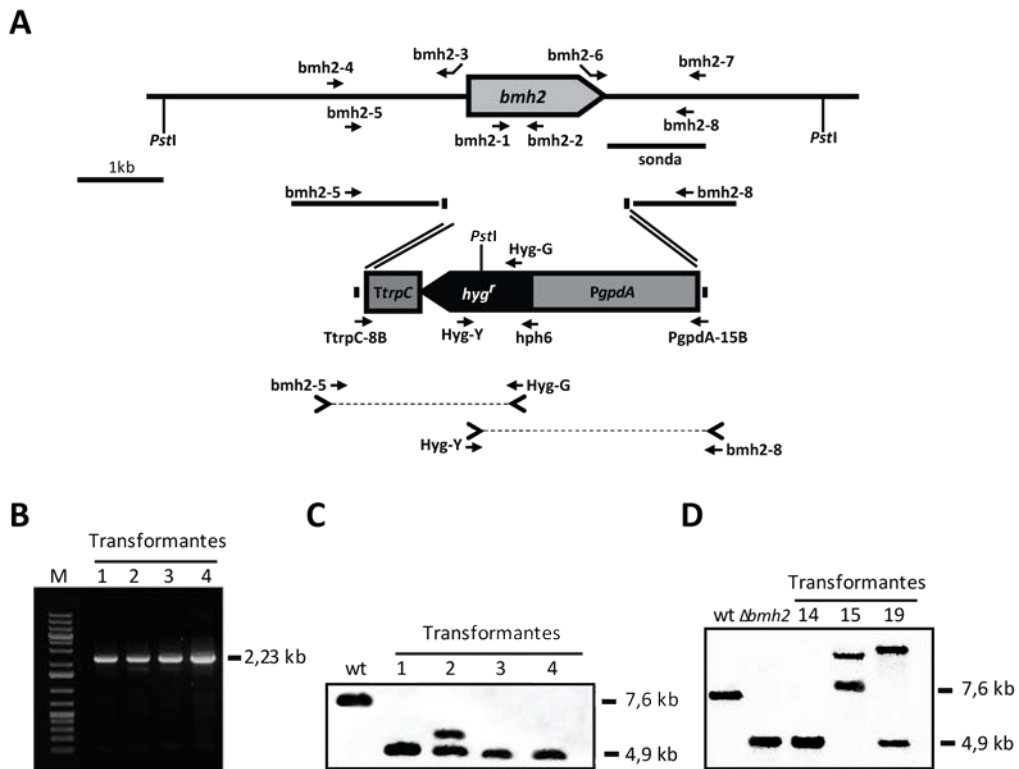 A
bmh2-4
bmh2-3
bmh2-6
bmh2-7
bmh2
PstI
bmh2-5
bmh2-1
bmh2-2
bmh2-8
PstI
sonda
1kb
bmh2-5
bmh2-8
PstI
Hyg-G
TtrpC
hygʳ
PgpdA
TtrpC-8B
Hyg-Y
hph6
PgpdA-15B
bmh2-5
Hyg-G
Hyg-Y
bmh2-8
B
Transformantes
M 1 2 3 4
2,23 kb
C
Transformantes
wt 1 2 3 4
7,6 kb
4,9 kb
D
Transformantes
wt Δbmh2 14 15 19
7,6 kb
4,9 kb